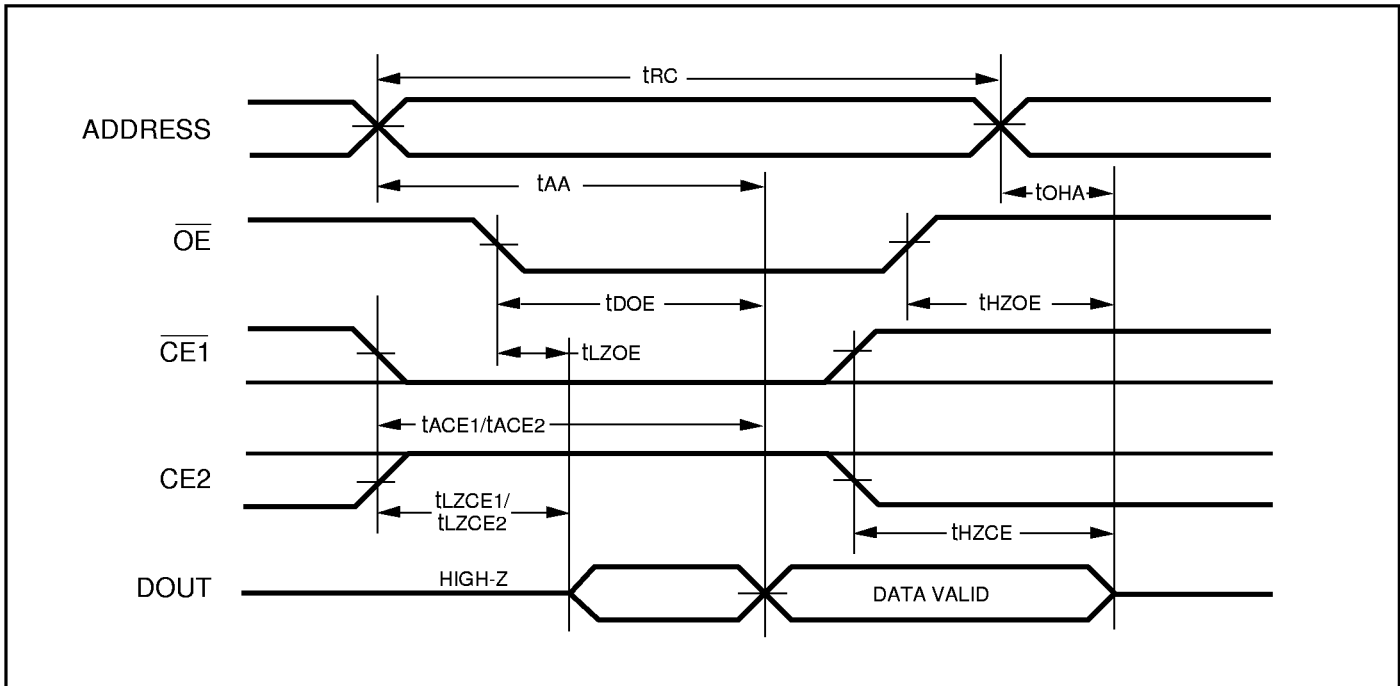 tRC
ADDRESS
tAA
tOHA
OE
tDOE
tHZOE
CE1
tLZOE
tACE1/tACE2
CE2
tLZCE1/
tLZCE2
tHZCE
DOUT
HIGH-Z
DATA VALID